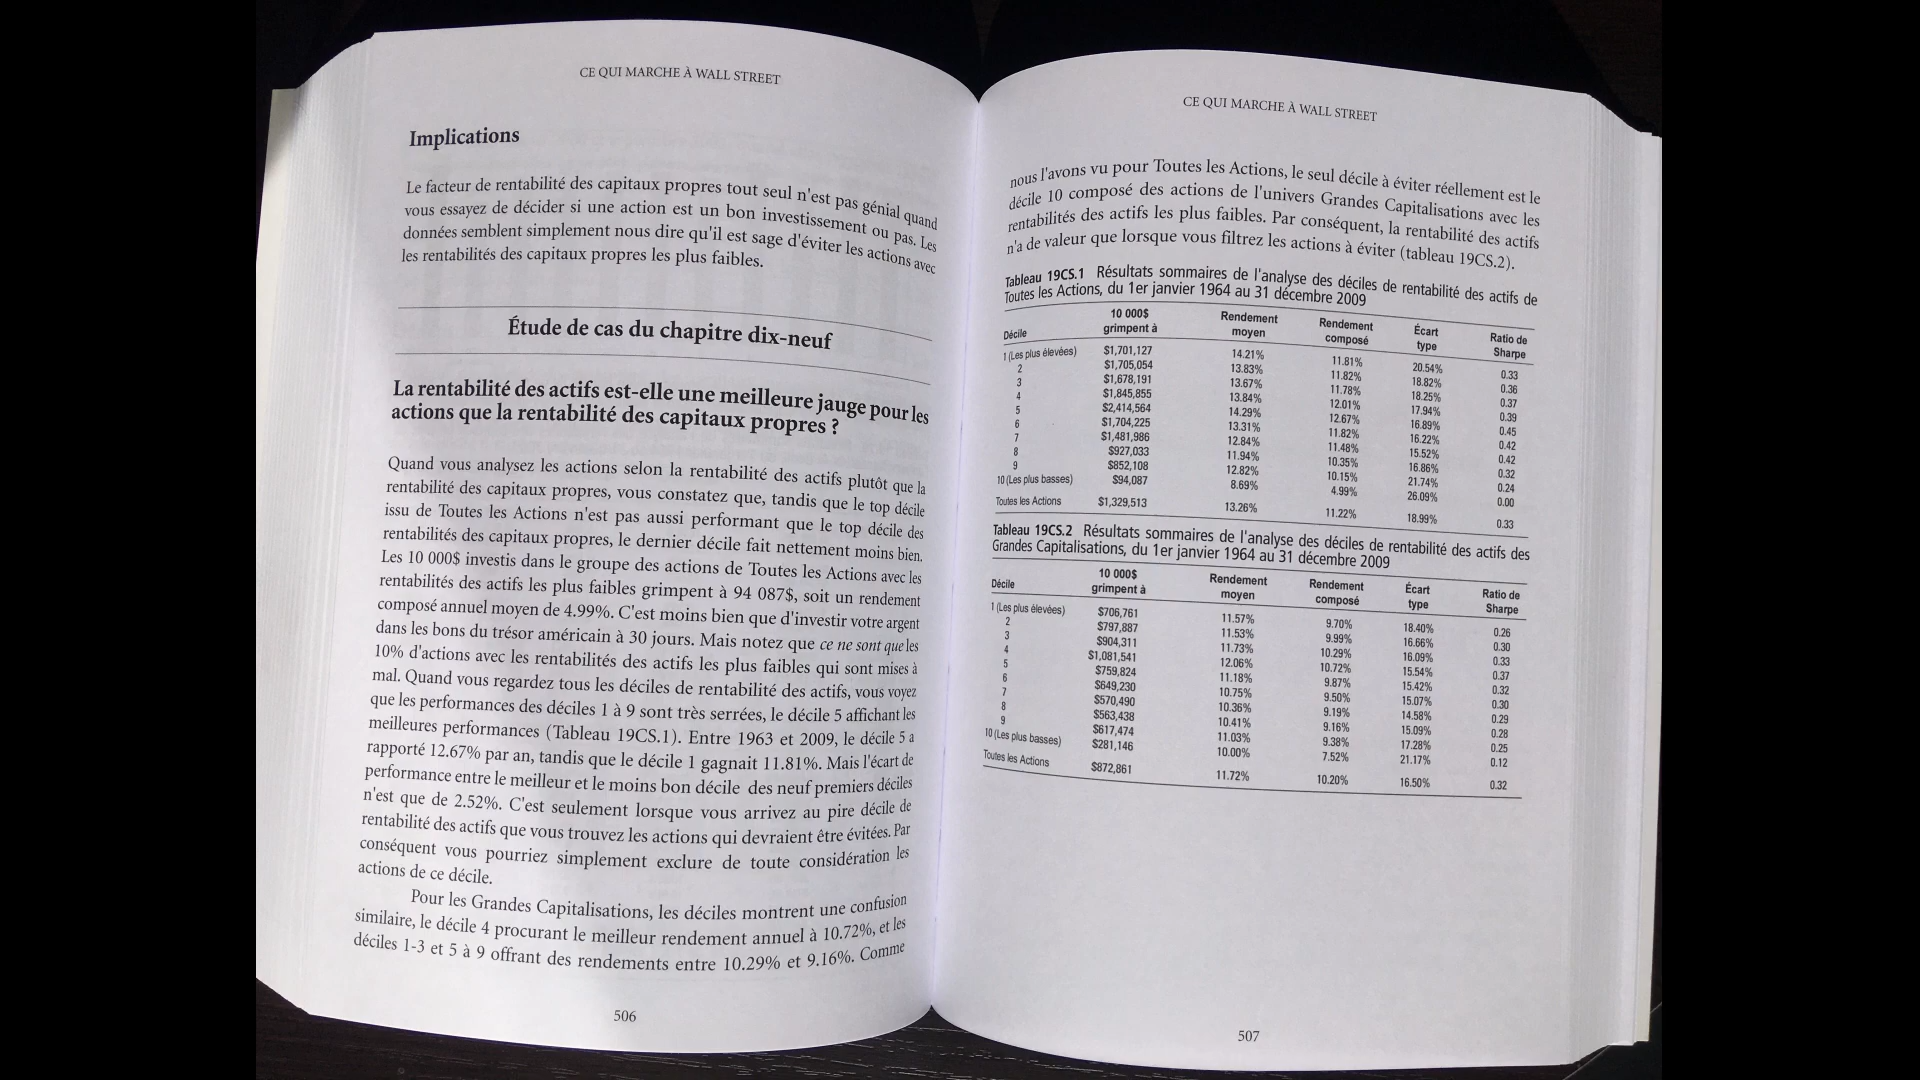 CE QUI MARCHE À WALL STREET
Implications
Le facteur de rentabilité des capitaux propres tout seul n'est pas génial quand
vous essayez de décider si une action est un bon investissement ou pas. Les
données semblent simplement nous dire qu'il est sage d'éviter les actions avec
les rentabilités des capitaux propres les plus faibles.
Étude de cas du chapitre dix-neuf
La rentabilité des actifs est-elle une meilleure jauge pour les
actions que la rentabilité des capitaux propres ?
Quand vous analysez les actions selon la rentabilité des actifs plutôt que la
rentabilité des capitaux propres, vous constatez que, tandis que le top décile
issu de Toutes les Actions n'est pas aussi performant que le top décile des
rentabilités des capitaux propres, le dernier décile fait nettement moins bien.
Les 10 000$ investis dans le groupe des actions de Toutes les Actions avec les
rentabilités des actifs les plus faibles grimpent à 94 087$, soit un rendement
composé annuel moyen de 4.99%. C'est moins bien que d'investir votre argent
dans les bons du trésor américain à 30 jours. Mais notez que ce ne sont que les
10% d'actions avec les rentabilités des actifs les plus faibles qui sont mises à
mal. Quand vous regardez tous les déciles de rentabilité des actifs, vous voyez
que les performances des déciles 1 à 9 sont très serrées, le décile 5 affichant les
meilleures performances (Tableau 19CS.1). Entre 1963 et 2009, le décile 5 a
rapporté 12.67% par an, tandis que le décile 1 gagnait 11.81%. Mais l'écart de
performance entre le meilleur et le moins bon décile des neuf premiers déciles
n'est que de 2.52%. C'est seulement lorsque vous arrivez au pire décile de
rentabilité des actifs que vous trouvez les actions qui devraient être évitées. Par
conséquent vous pourriez simplement exclure de toute considération les
actions de ce décile.
Pour les Grandes Capitalisations, les déciles montrent une confusion
similaire, le décile 4 procurant le meilleur rendement annuel à 10.72%, et les
déciles 1-3 et 5 à 9 offrant des rendements entre 10.29% et 9.16%. Comme
506
CE QUI MARCHE À WALL STREET
nous l'avons vu pour Toutes les Actions, le seul décile à éviter réellement est le
décile 10 composé des actions de l'univers Grandes Capitalisations avec les
rentabilités des actifs les plus faibles. Par conséquent, la rentabilité des actifs
n'a de valeur que lorsque vous filtrez les actions à éviter (tableau 19CS.2).
Tableau 19CS.1 Résultats sommaires de l'analyse des déciles de rentabilité des actifs de
Toutes les Actions, du 1er janvier 1964 au 31 décembre 2009
Décile 10 000$ grimpent à Rendement moyen Rendement composé Écart type Ratio de Sharpe
1 (Les plus élevées) $1,701,127 14.21% 11.81% 20.54% 0.33
2 $1,705,054 13.83% 11.82% 18.82% 0.36
3 $1,678,191 13.67% 11.78% 18.25% 0.37
4 $1,845,855 13.84% 12.01% 17.94% 0.39
5 $2,414,564 14.29% 12.67% 16.89% 0.45
6 $1,704,225 13.31% 11.82% 16.22% 0.42
7 $1,481,986 12.84% 11.48% 15.52% 0.42
8 $927,033 11.94% 10.35% 16.86% 0.32
9 $852,108 12.82% 10.15% 21.74% 0.24
10 (Les plus basses) $94,087 8.69% 4.99% 26.09% 0.00
Toutes les Actions $1,329,513 13.26% 11.22% 18.99% 0.33
Tableau 19CS.2 Résultats sommaires de l'analyse des déciles de rentabilité des actifs des
Grandes Capitalisations, du 1er janvier 1964 au 31 décembre 2009
Décile 10 000$ grimpent à Rendement moyen Rendement composé Écart type Ratio de Sharpe
1 (Les plus élevées) $706,761 11.57% 9.70% 18.40% 0.26
2 $797,887 11.53% 9.99% 16.66% 0.30
3 $904,311 11.73% 10.29% 16.09% 0.33
4 $1,081,541 12.06% 10.72% 15.54% 0.37
5 $759,824 11.18% 9.87% 15.42% 0.32
6 $649,230 10.75% 9.50% 15.07% 0.30
7 $570,490 10.36% 9.19% 14.58% 0.29
8 $563,438 10.41% 9.16% 15.09% 0.28
9 $617,474 11.03% 9.38% 17.28% 0.25
10 (Les plus basses) $281,146 10.00% 7.52% 21.17% 0.12
Toutes les Actions $872,861 11.72% 10.20% 16.50% 0.32
507